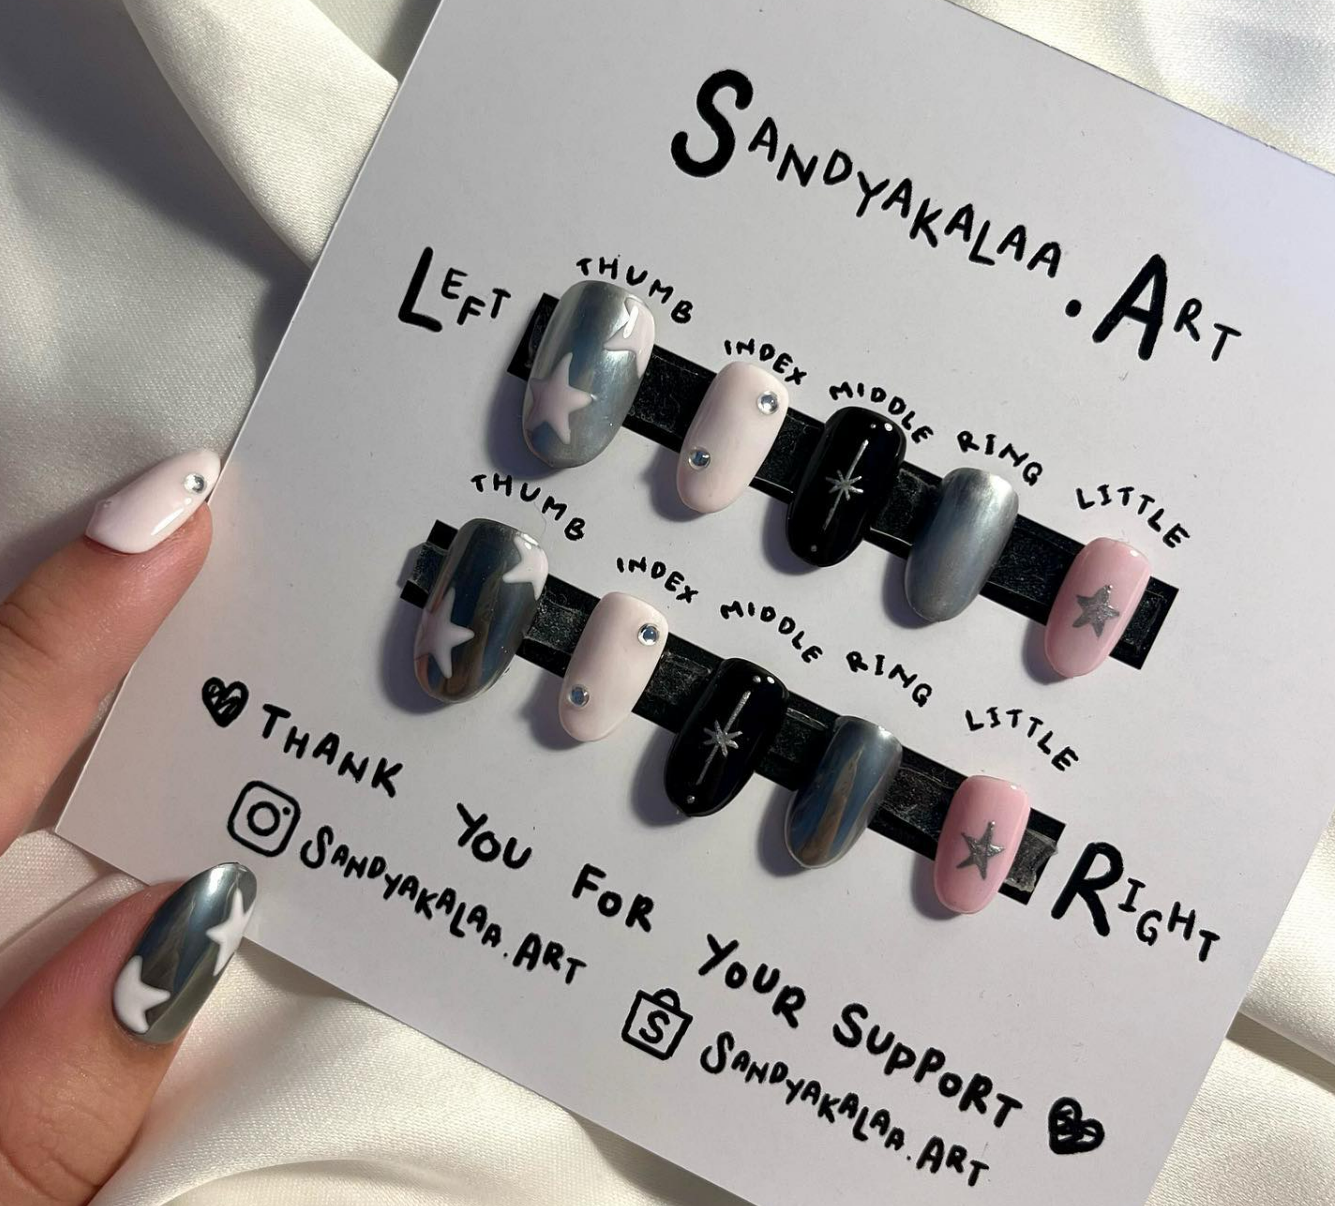 Sandyakalaa.Art
Left
Thumb Index Middle Ring Little
Thumb Index Middle Ring Little
Right
Thank you for your support
Sandyakalaa.Art
S
Sandyakalaa.Art